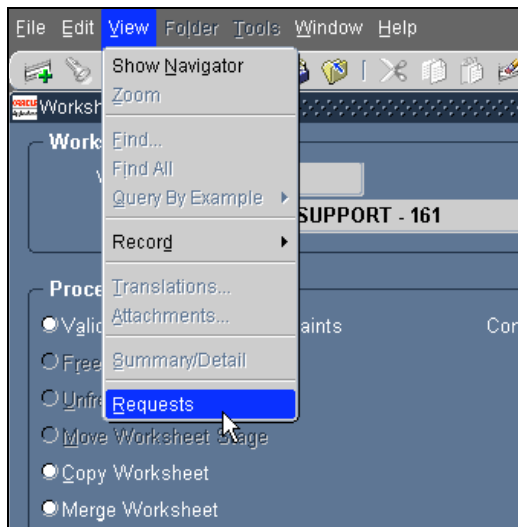 File Edit View Folder Tools Window Help
Show Navigator
Zoom
Find...
Find All
Query By Example
Record
Translations...
Attachments...
Summary/Detail
Requests
Worksh
Work
SUPPORT - 161
Proce
Valid aints Cor
Free
Unfre
Move Worksheet Stage
Copy Worksheet
Merge Worksheet